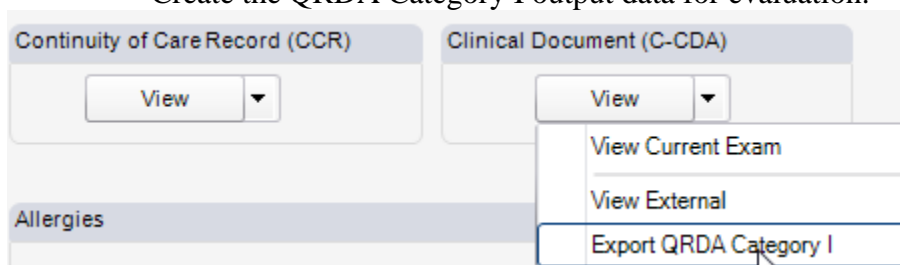 Create the QRDA Category I output data for evaluation.
Continuity of Care Record (CCR)
Clinical Document (C-CDA)
View
View
View Current Exam
View External
Allergies
Export QRDA Category I